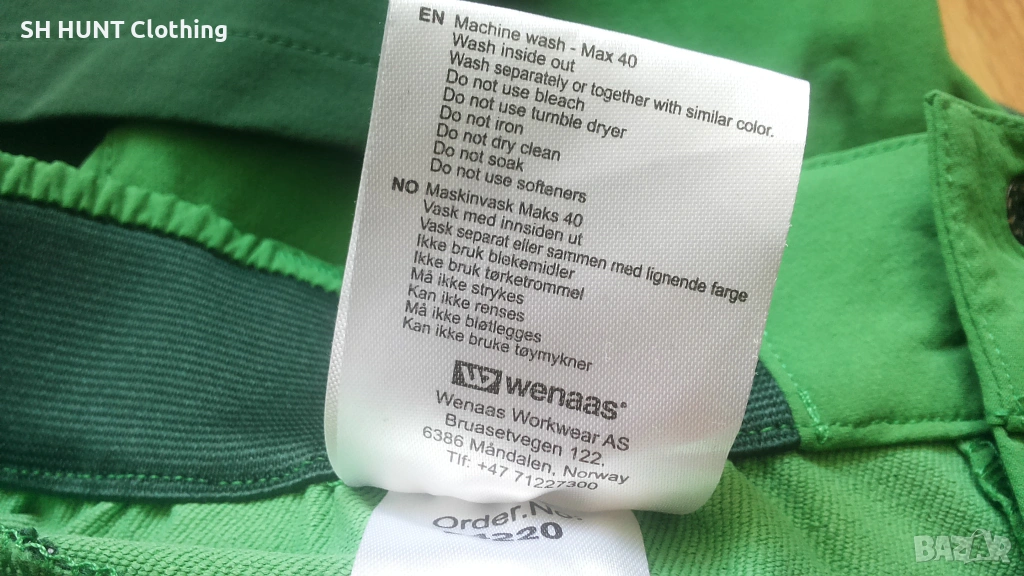 SH HUNT Clothing
EN Machine wash - Max 40
Wash inside out
Wash separately or together with similar color.
Do not use bleach
Do not use tumble dryer
Do not iron
Do not dry clean
Do not soak
Do not use softeners
NO Maskinvask Maks 40
Vask med innsiden ut
Vask separat eller sammen med lignende farge
Ikke bruk blekemidler
Ikke bruk tørketrommel
Må ikke strykes
Kan ikke renses
Må ikke bløtlegges
Kan ikke bruke tøymykner
wenaas®
Wenaas Workwear AS
Bruasetvegen 122,
6386 Måndalen, Norway
Tlf: +47 71227300
Order.No.
BAZAR